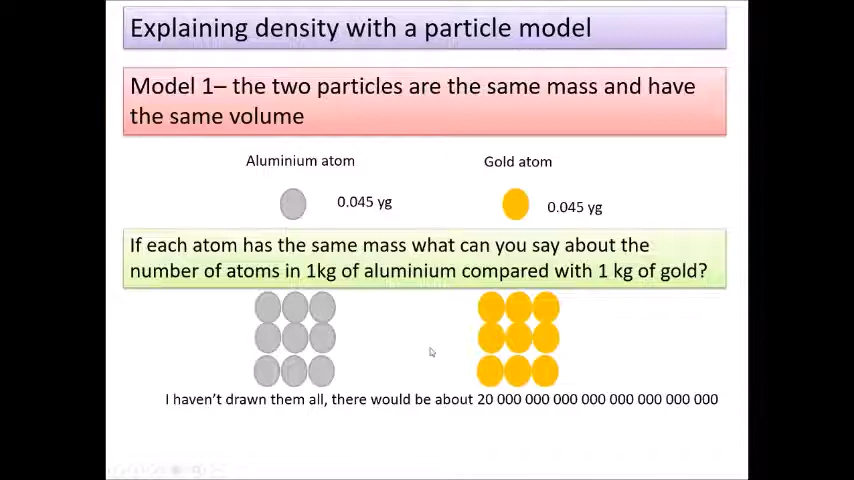 Explaining density with a particle model
Model 1– the two particles are the same mass and have
the same volume
Aluminium atom
Gold atom
0.045 yg
0.045 yg
If each atom has the same mass what can you say about the
number of atoms in 1kg of aluminium compared with 1 kg of gold?
I haven't drawn them all, there would be about 20 000 000 000 000 000 000 000 000